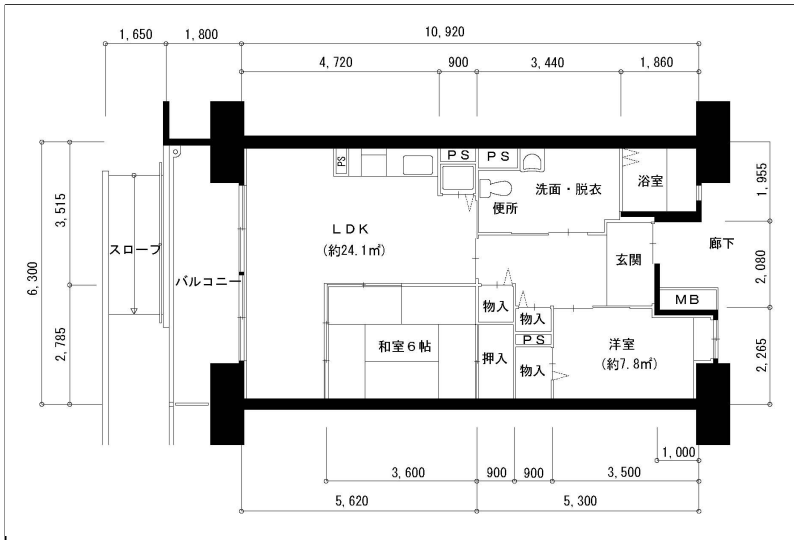 1,650
1,800
10,920
4,720
900
3,440
1,860
PS
PS
PS
浴室
洗面・脱衣
便所
1,955
3,515
LDK
(約24.1㎡)
スロープ
バルコニー
玄関
廊下
2,080
6,300
物入
物入
MB
PS
和室6帖
押入
物入
洋室
(約7.8㎡)
2,785
2,265
1,000
3,600
900
900
3,500
5,620
5,300